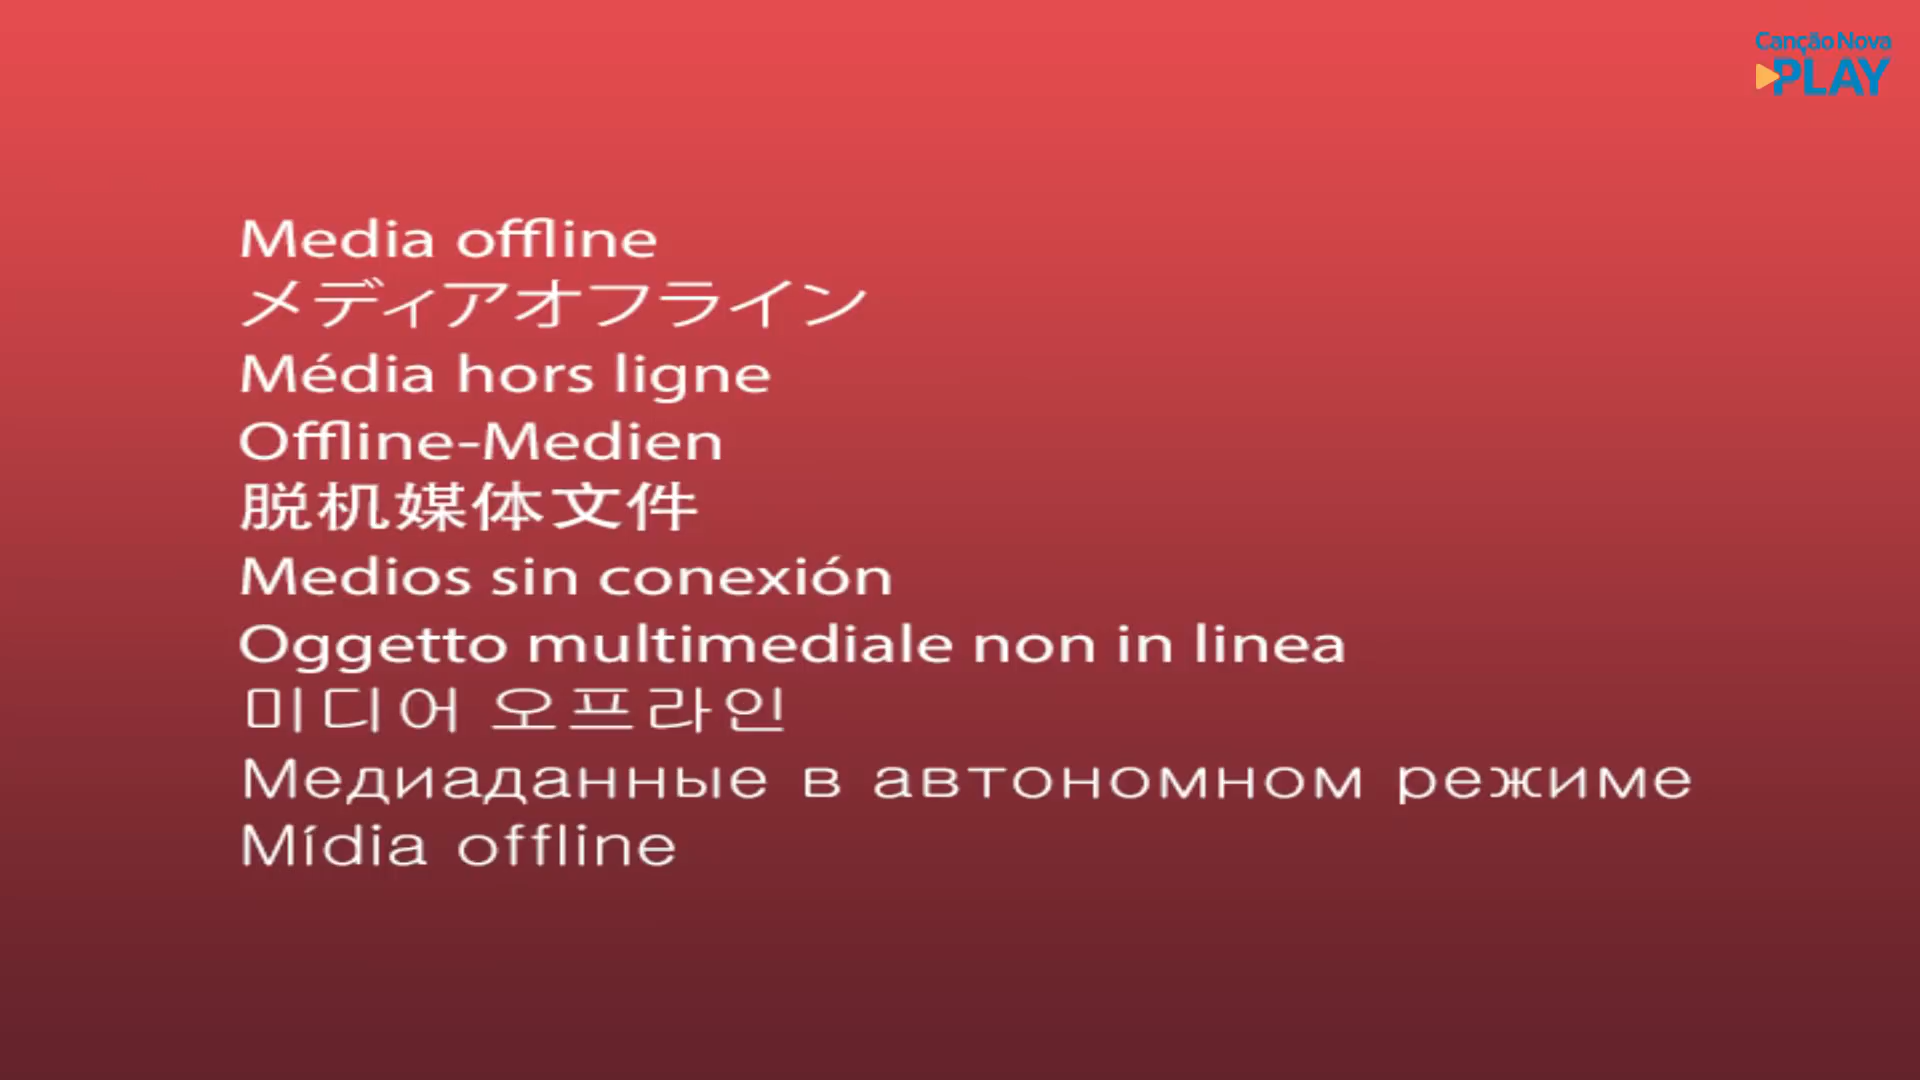 Canção Nova
PLAY
Media offline
メディアオフライン
Média hors ligne
Offline-Medien
脱机媒体文件
Medios sin conexión
Oggetto multimediale non in linea
미디어 오프라인
Медиаданные в автономном режиме
Mídia offline